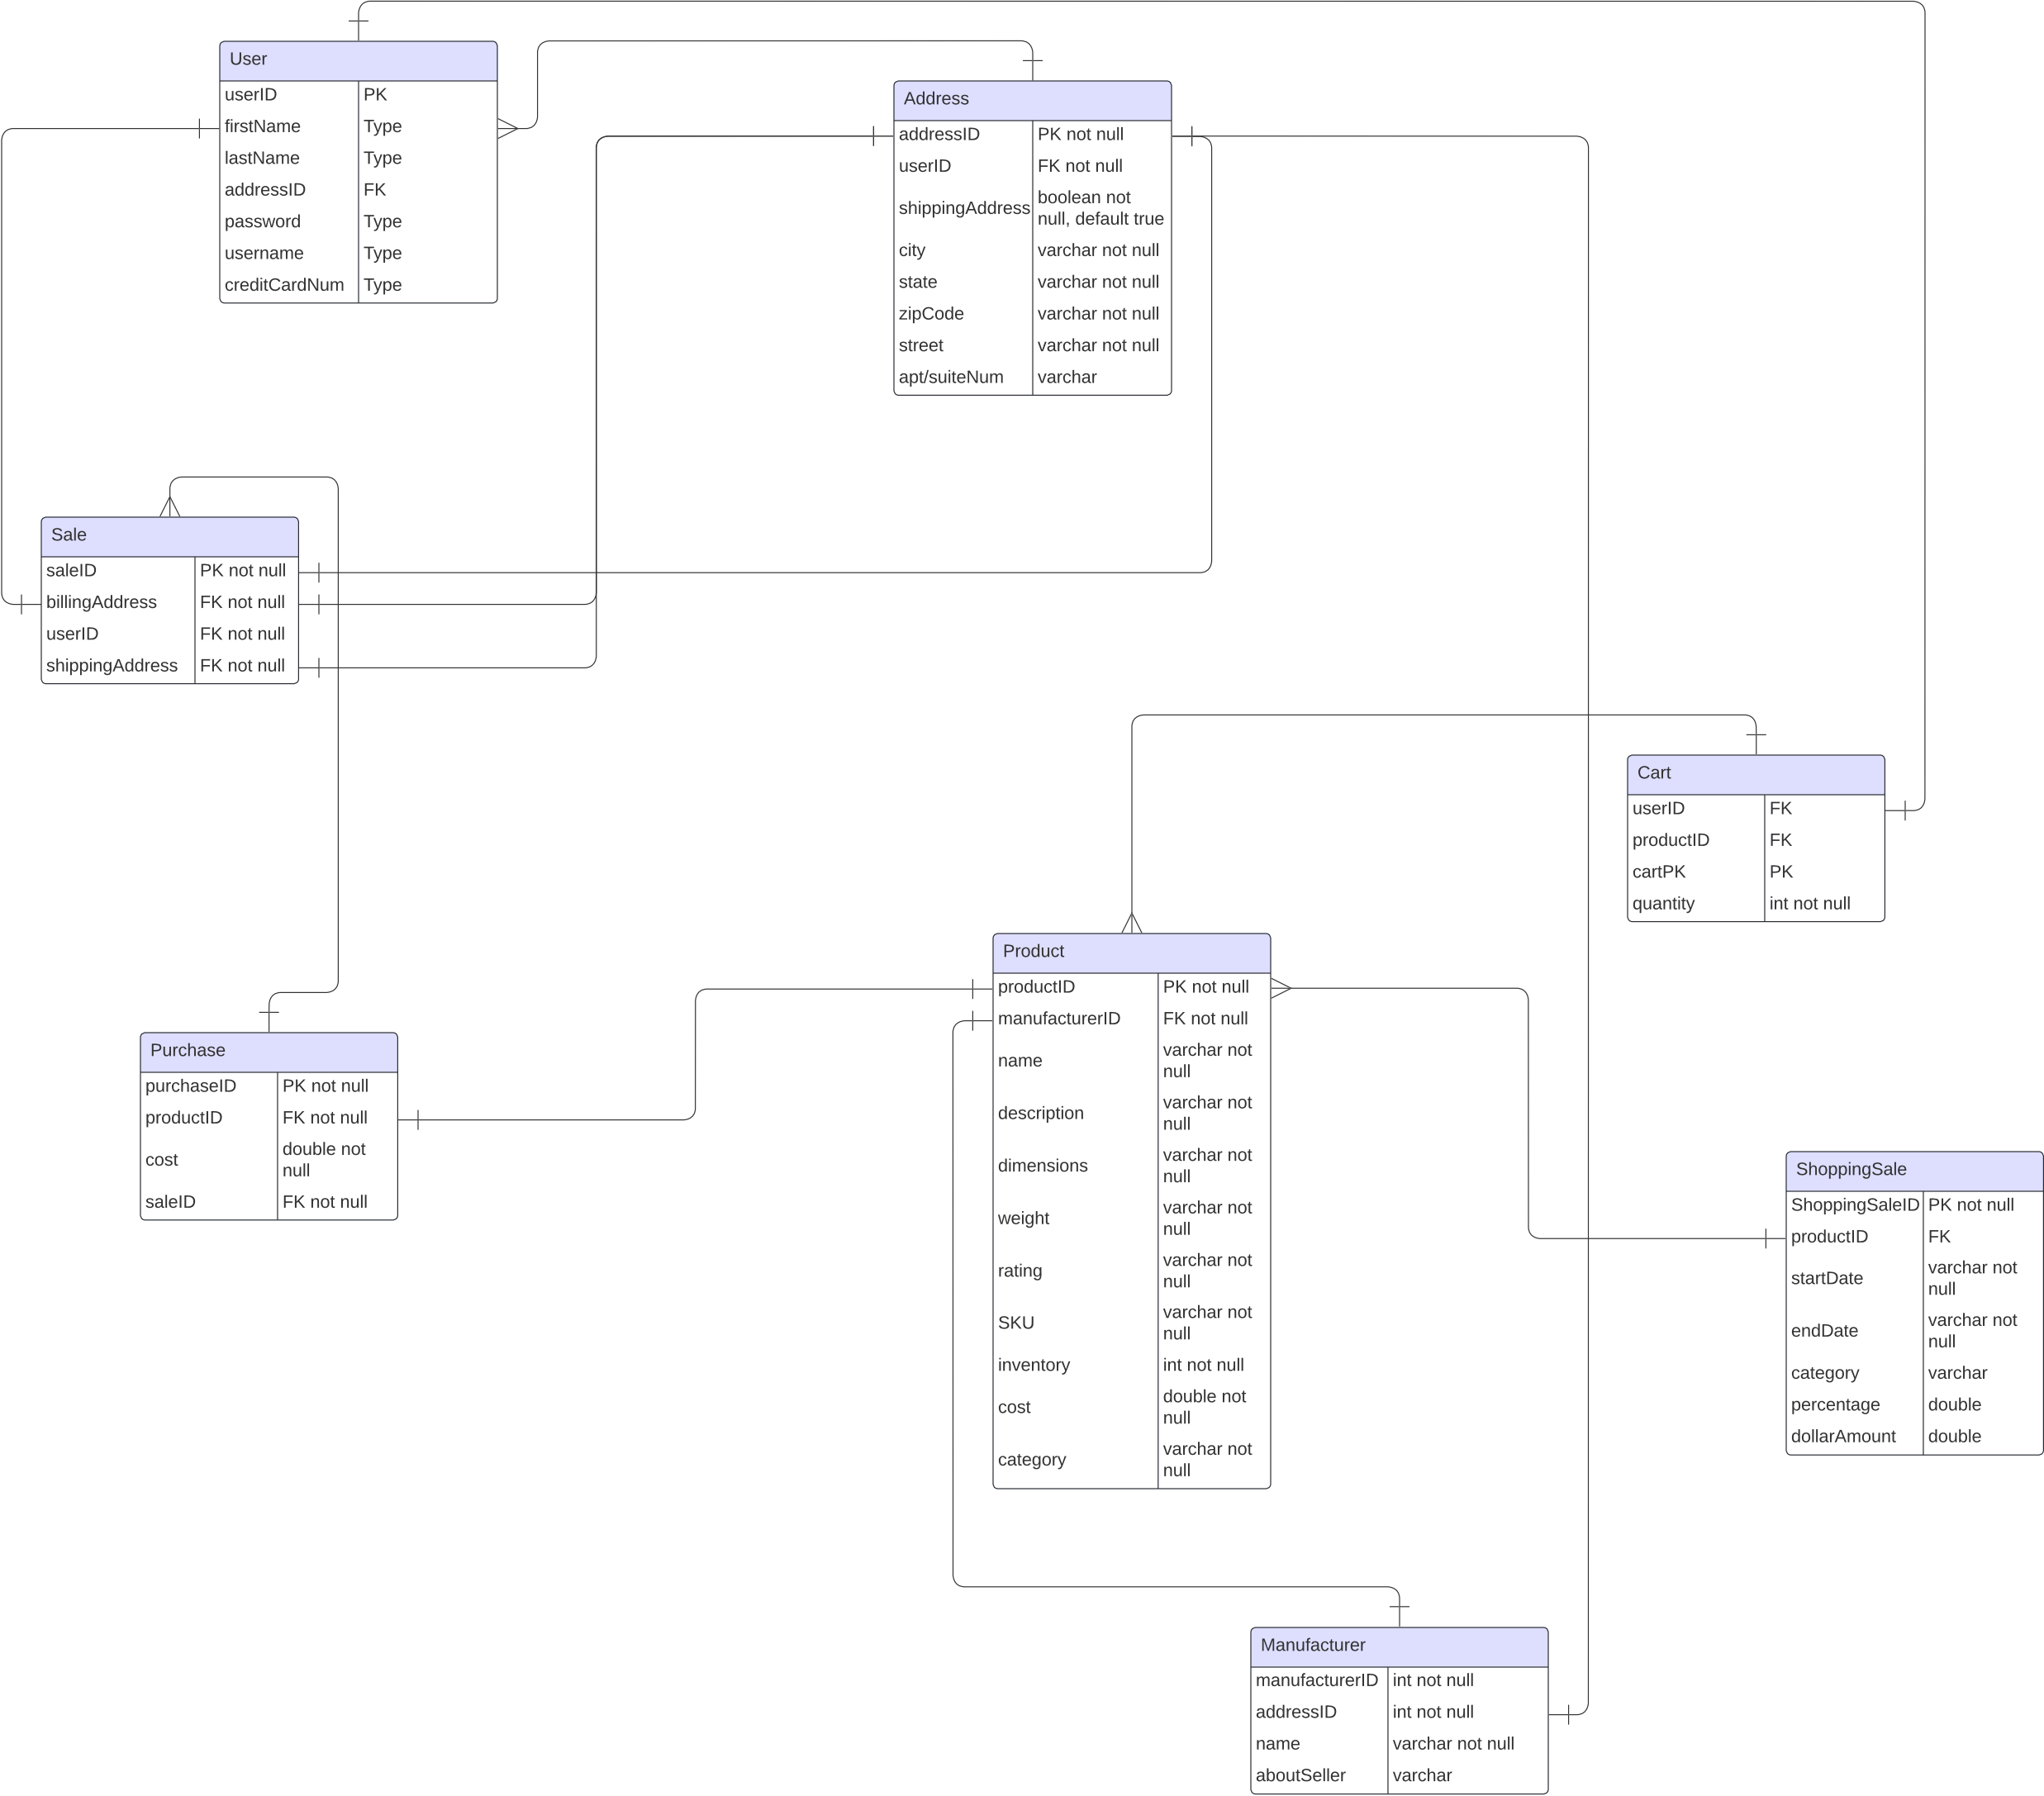 User
userID PK
firstName Type
lastName Type
addressID FK
password Type
username Type
creditCardNum Type
Address
addressID PK not null
userID FK not null
shippingAddress boolean not
null, default true
city varchar not null
state varchar not null
zipCode varchar not null
street varchar not null
apt/suiteNum varchar
Sale
saleID PK not null
billingAddress FK not null
userID FK not null
shippingAddress FK not null
Cart
userID FK
productID FK
cartPK PK
quantity int not null
Product
productID PK not null
manufacturerID FK not null
name varchar not
null
description varchar not
null
dimensions varchar not
null
weight varchar not
null
rating varchar not
null
SKU varchar not
null
inventory int not null
cost double not
null
category varchar not
null
Purchase
purchaseID PK not null
productID FK not null
cost double not
null
saleID FK not null
ShoppingSale
ShoppingSaleID PK not null
productID FK
startDate varchar not
null
endDate varchar not
null
category varchar
percentage double
dollarAmount double
Manufacturer
manufacturerID int not null
addressID int not null
name varchar not null
aboutSeller varchar